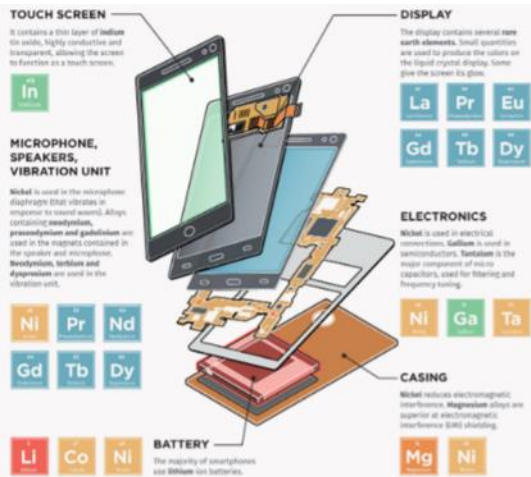 TOUCH SCREEN
It contains a thin layer of indium
tin oxide, highly conductive and
transparent, allowing the screen
to function as a touch screen.
In
MICROPHONE,
SPEAKERS,
VIBRATION UNIT
Nickel is used in the microphone
diaphragm (that vibrates in
response to sound waves). Alloys
containing neodymium,
praseodymium and gadolinium are
used in the magnets contained in
the speaker and microphone.
Neodymium, terbium and
dysprosium are used in the
vibration unit.
Ni Pr Nd
Gd Tb Dy
Li Co Ni
BATTERY
The majority of smartphones
use lithium ion batteries.
DISPLAY
The display contains several rare
earth elements. Small quantities
are used to produce the colors on
the liquid crystal display. Some
give the screen its glow.
La Pr Eu
Gd Tb Dy
ELECTRONICS
Nickel is used in electrical
connections. Gallium is used in
semiconductors. Tantalum is the
major component of micro
capacitors, used for filtering and
frequency tuning.
Ni Ga Ta
CASING
Nickel reduces electromagnetic
interference. Magnesium alloys are
superior at electromagnetic
interference (EMI) shielding.
Mg Ni